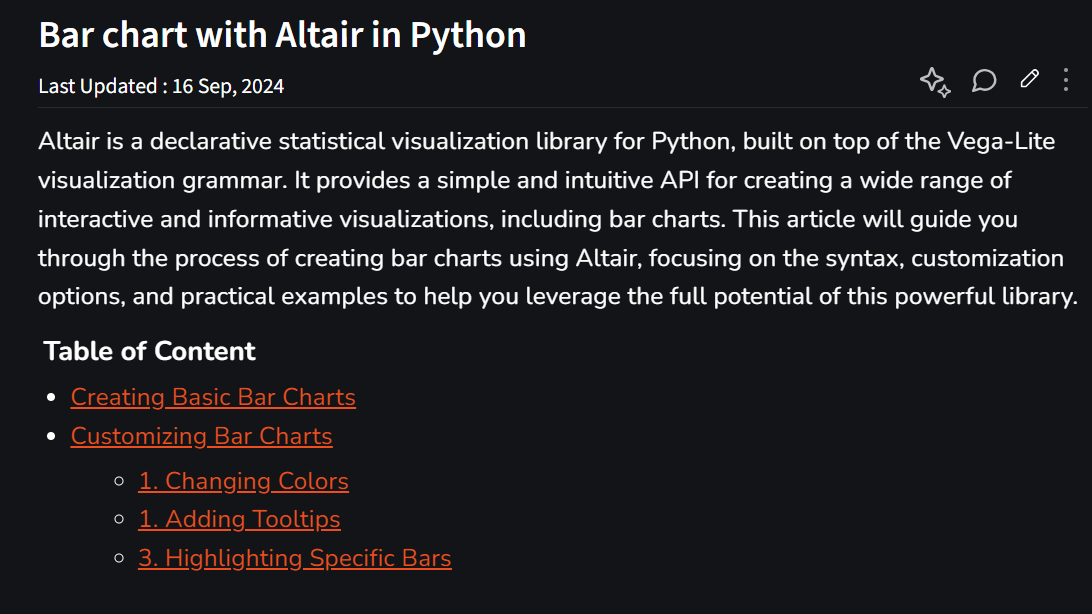 Bar chart with Altair in Python
Last Updated : 16 Sep, 2024
Altair is a declarative statistical visualization library for Python, built on top of the Vega-Lite
visualization grammar. It provides a simple and intuitive API for creating a wide range of
interactive and informative visualizations, including bar charts. This article will guide you
through the process of creating bar charts using Altair, focusing on the syntax, customization
options, and practical examples to help you leverage the full potential of this powerful library.
Table of Content
Creating Basic Bar Charts
Customizing Bar Charts
1. Changing Colors
1. Adding Tooltips
3. Highlighting Specific Bars